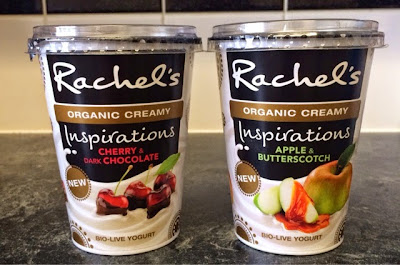 Rachel's
ORGANIC CREAMY
Inspirations
CHERRY &
DARK CHOCOLATE
NEW!
BIO-LIVE YOGURT
Rachel's
ORGANIC CREAMY
Inspirations
APPLE &
BUTTERSCOTCH
NEW!
BIO-LIVE YOGURT